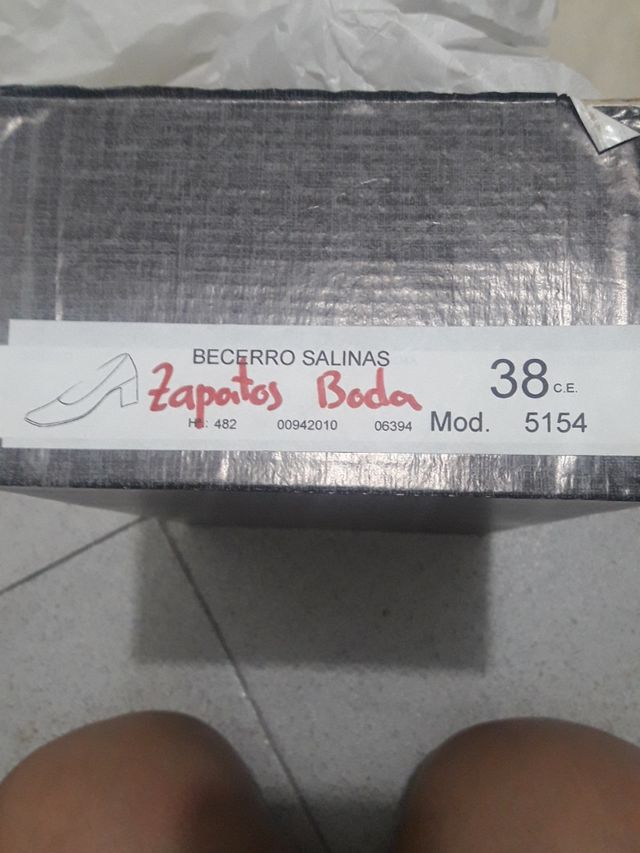 BECERRO SALINAS
Zapatos Boda
482 00942010 06394
38 C.E.
Mod. 5154